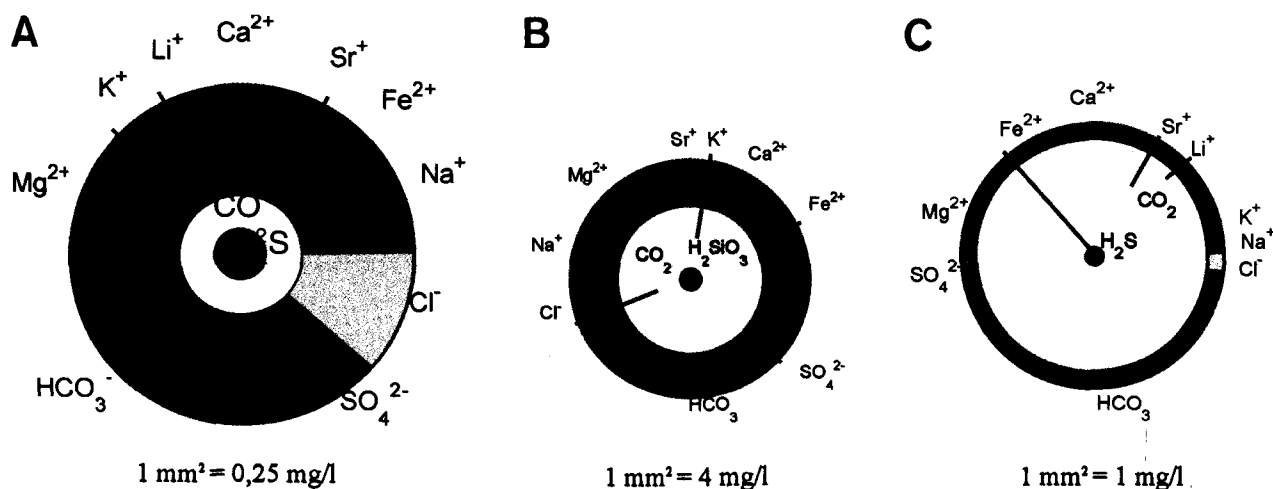 A
Ca²⁺
Li⁺
Sr⁺
K⁺
Fe²⁺
Mg²⁺
Na⁺
CO
²S
Cl⁻
HCO₃⁻
SO₄²⁻
1 mm² = 0,25 mg/l
B
Sr⁺ K⁺
Ca²⁺
Mg²⁺
Fe²⁺
Na⁺
CO₂
H₂SiO₃
Cl⁻
SO₄²⁻
HCO₃
1 mm² = 4 mg/l
C
Ca²⁺
Fe²⁺
Sr⁺
Li⁺
CO₂
Mg²⁺
K⁺
H₂S
Na⁺
SO₄²⁻
Cl⁻
HCO₃
1 mm² = 1 mg/l